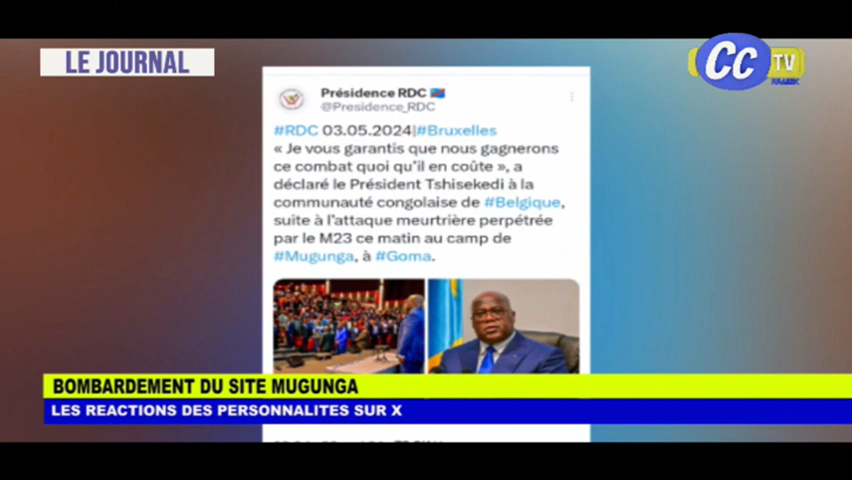 LE JOURNAL
CC
TV
Présidence RDC
@Presidence_RDC
#RDC 03.05.2024|#Bruxelles
« Je vous garantis que nous gagnerons
ce combat quoi qu'il en coûte », a
déclaré le Président Tshisekedi à la
communauté congolaise de #Belgique,
suite à l'attaque meurtrière perpétrée
par le M23 ce matin au camp de
#Mugunga, à #Goma.
BOMBARDEMENT DU SITE MUGUNGA
LES REACTIONS DES PERSONNALITES SUR X